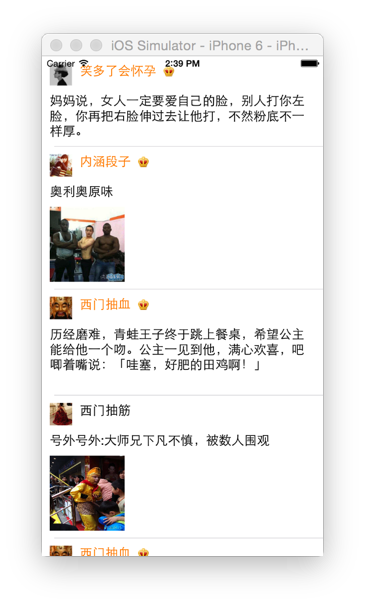 iOS Simulator - iPhone 6 - iPh...
Carrier 2:39 PM
笑多了会怀孕
妈妈说，女人一定要爱自己的脸，别人打你左
脸，你再把右脸伸过去让他打，不然粉底不一
样厚。
内涵段子
奥利奥原味
西门抽血
历经磨难，青蛙王子终于跳上餐桌，希望公主
能给他一个吻。公主一见到他，满心欢喜，吧
唧着嘴说：「哇塞，好肥的田鸡啊！」
西门抽筋
号外号外:大师兄下凡不慎，被数人围观
西门抽血